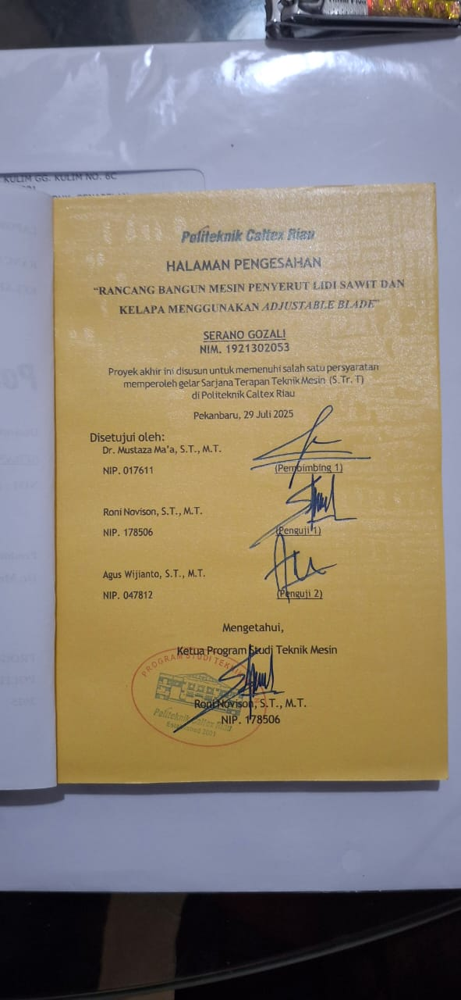 KULIM GG. KULIM NO. 6C
Politeknik Caltex Riau
HALAMAN PENGESAHAN
“RANCANG BANGUN MESIN PENYERUT LIDI SAWIT DAN
KELAPA MENGGUNAKAN ADJUSTABLE BLADE”
SERANO GOZALI
NIM. 1921302053
Proyek akhir ini disusun untuk memenuhi salah satu persyaratan
memperoleh gelar Sarjana Terapan Teknik Mesin (S.Tr. T)
di Politeknik Caltex Riau
Pekanbaru, 29 Juli 2025
Disetujui oleh:
Dr. Mustaza Ma’a, S.T., M.T.
NIP. 017611 (Pembimbing 1)
Roni Novison, S.T., M.T.
NIP. 178506 (Penguji 1)
Agus Wijianto, S.T., M.T.
NIP. 047812 (Penguji 2)
Mengetahui,
Ketua Program Studi Teknik Mesin
PROGRAM STUDI TEKNIK
Roni Novison, S.T., M.T.
Politeknik Caltex Riau
NIP. 178506
Established 2001